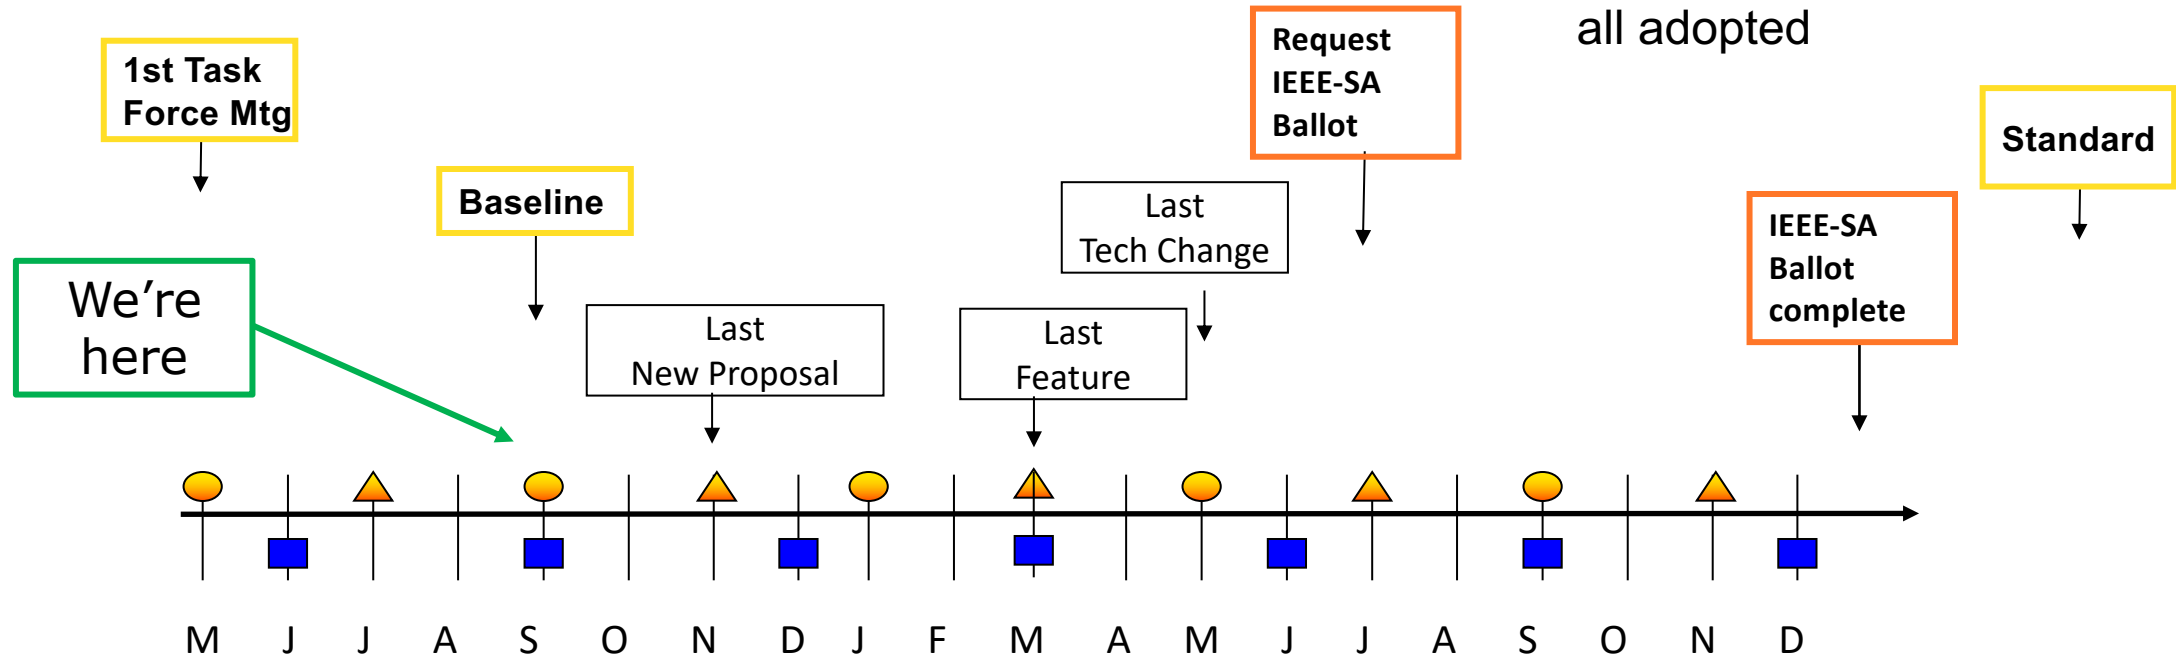 all adopted
1st Task
Force Mtg
Request
IEEE-SA
Ballot
Standard
Baseline
Last
Tech Change
IEEE-SA
Ballot
complete
We’re
here
Last
New Proposal
Last
Feature
M J J A S O N D J F M A M J J A S O N D